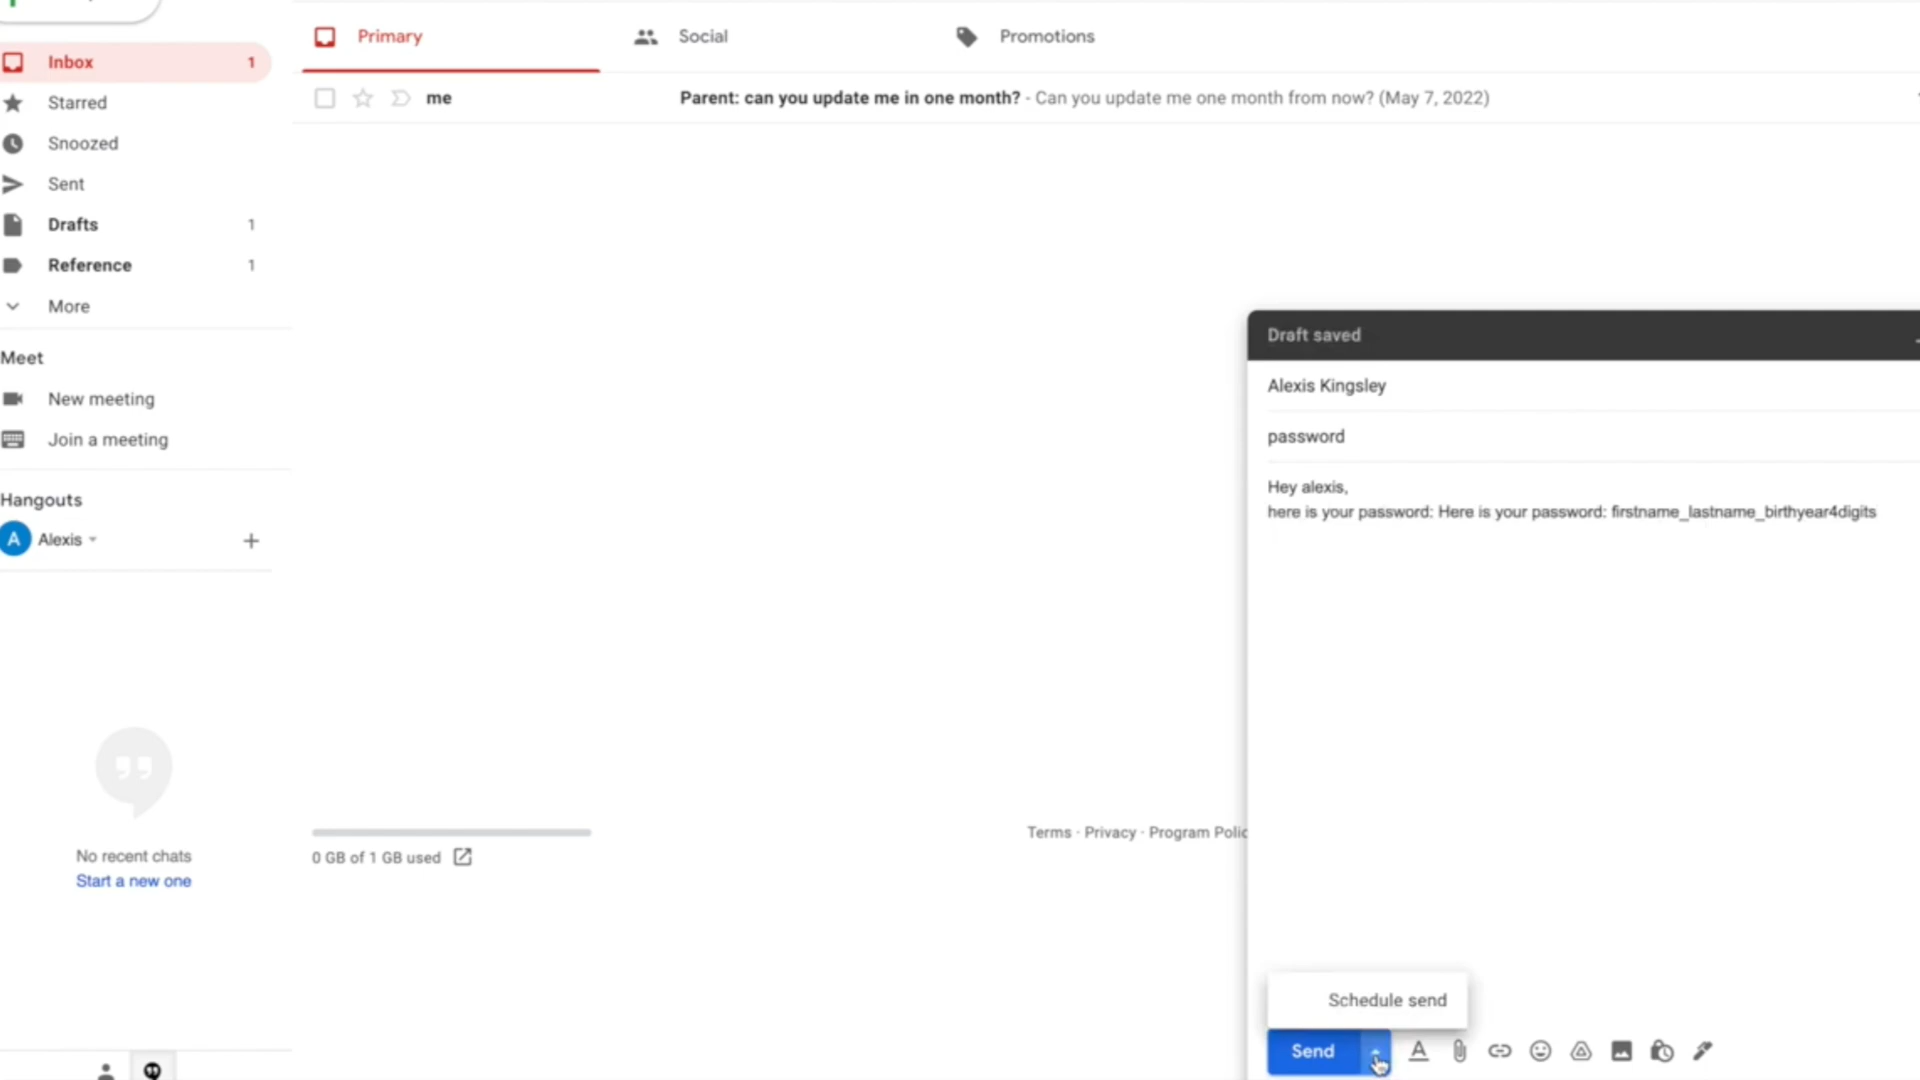 Primary
Social
Promotions
Inbox 1
Starred
Snoozed
Sent
Drafts 1
Reference 1
More
me Parent: can you update me in one month? - Can you update me one month from now? (May 7, 2022)
Meet
New meeting
Join a meeting
Hangouts
A Alexis
No recent chats
Start a new one
0 GB of 1 GB used
Terms · Privacy · Program
Draft saved
Alexis Kingsley
password
Hey alexis,
here is your password: Here is your password: firstname_lastname_birthyear4digits
Schedule send
Send